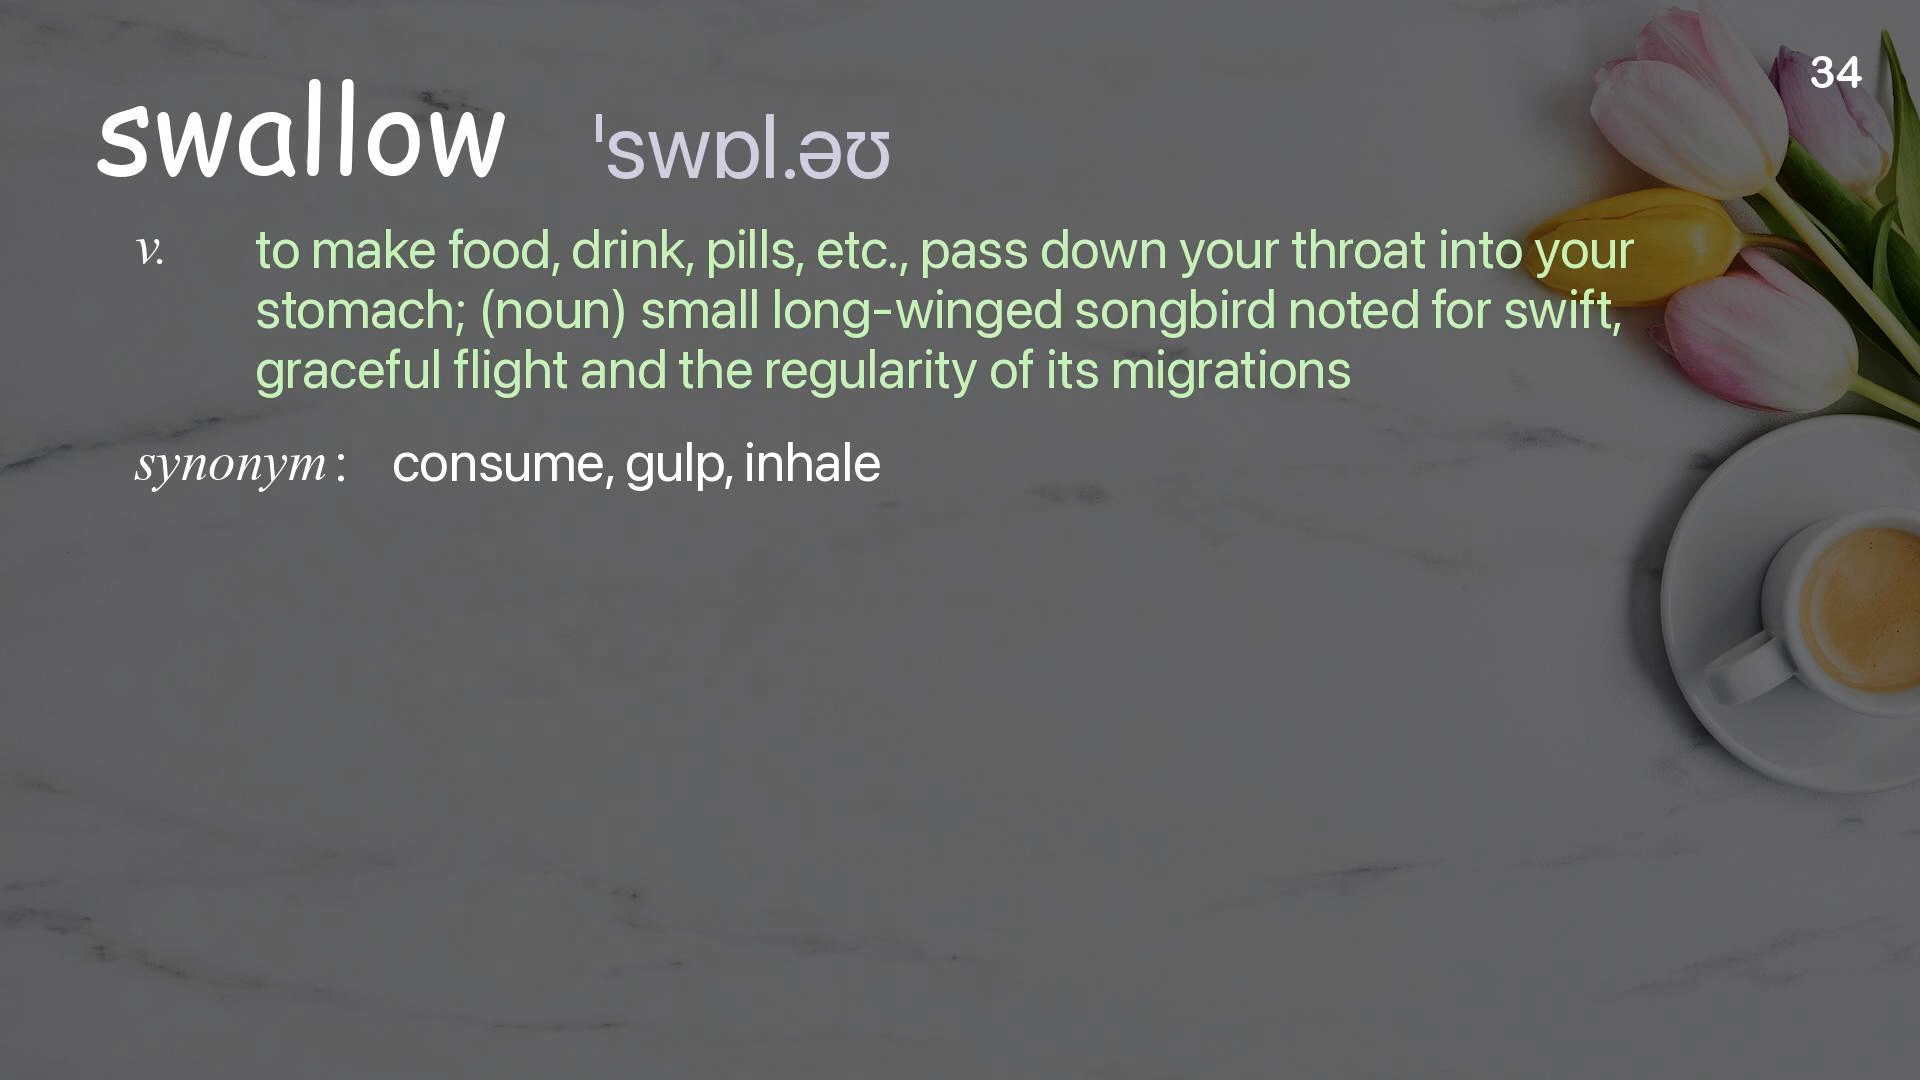 34
swallow ˈswɒl.əʊ
v. to make food, drink, pills, etc., pass down your throat into your
stomach; (noun) small long-winged songbird noted for swift,
graceful flight and the regularity of its migrations
synonym : consume, gulp, inhale